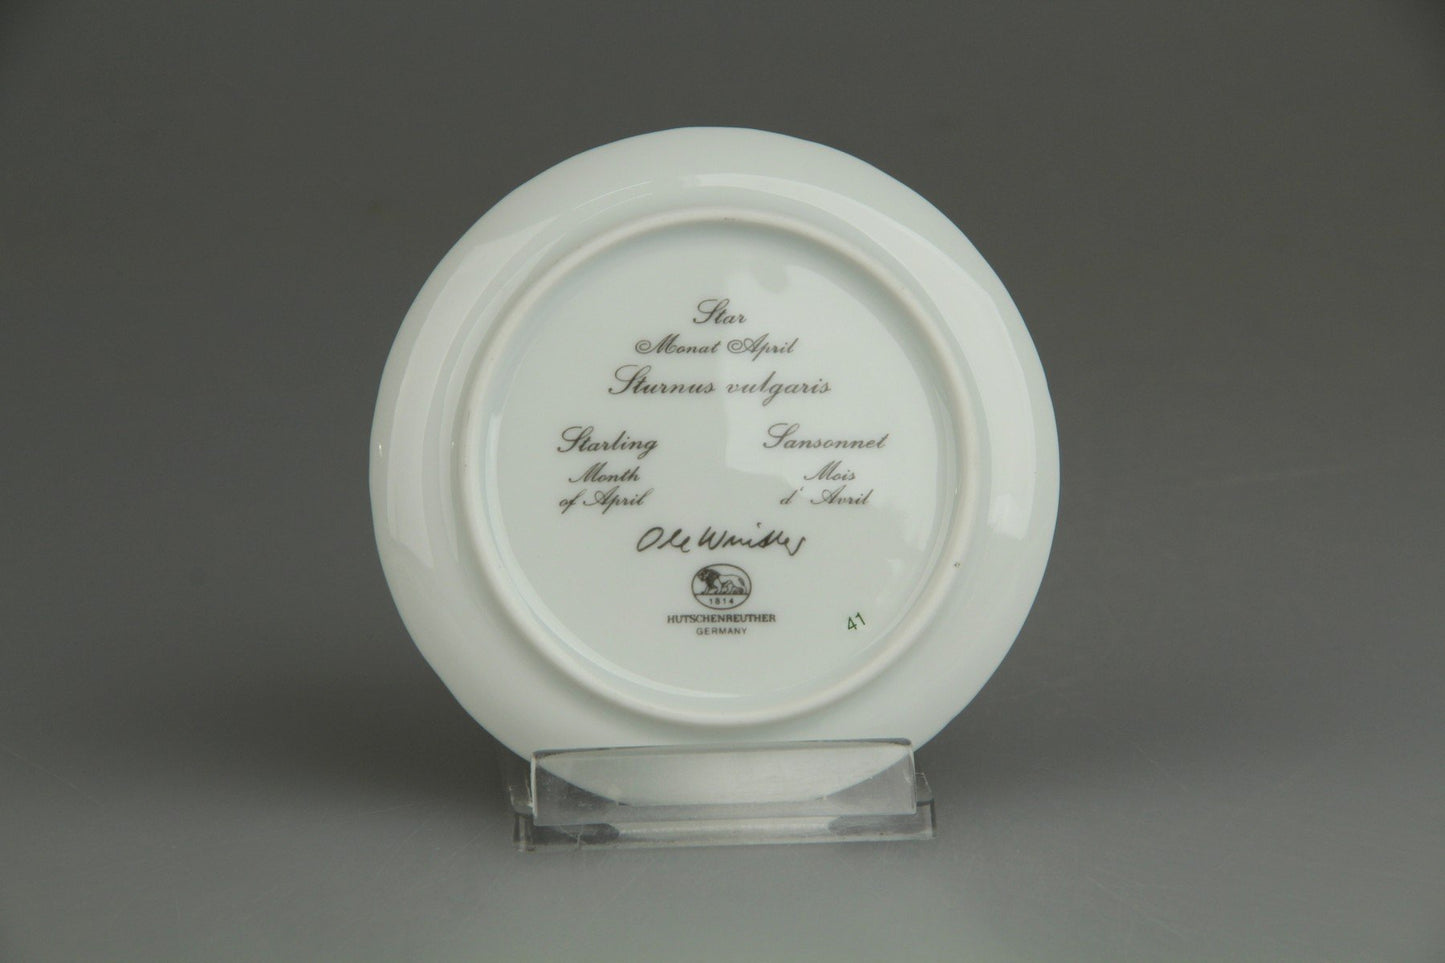 Star
Monat April
Sturnus vulgaris
Starling
Month
of April
Sansonnet
Mois
d' Avril
Ole Winther
1814
HUTSCHENREUTHER
GERMANY
41